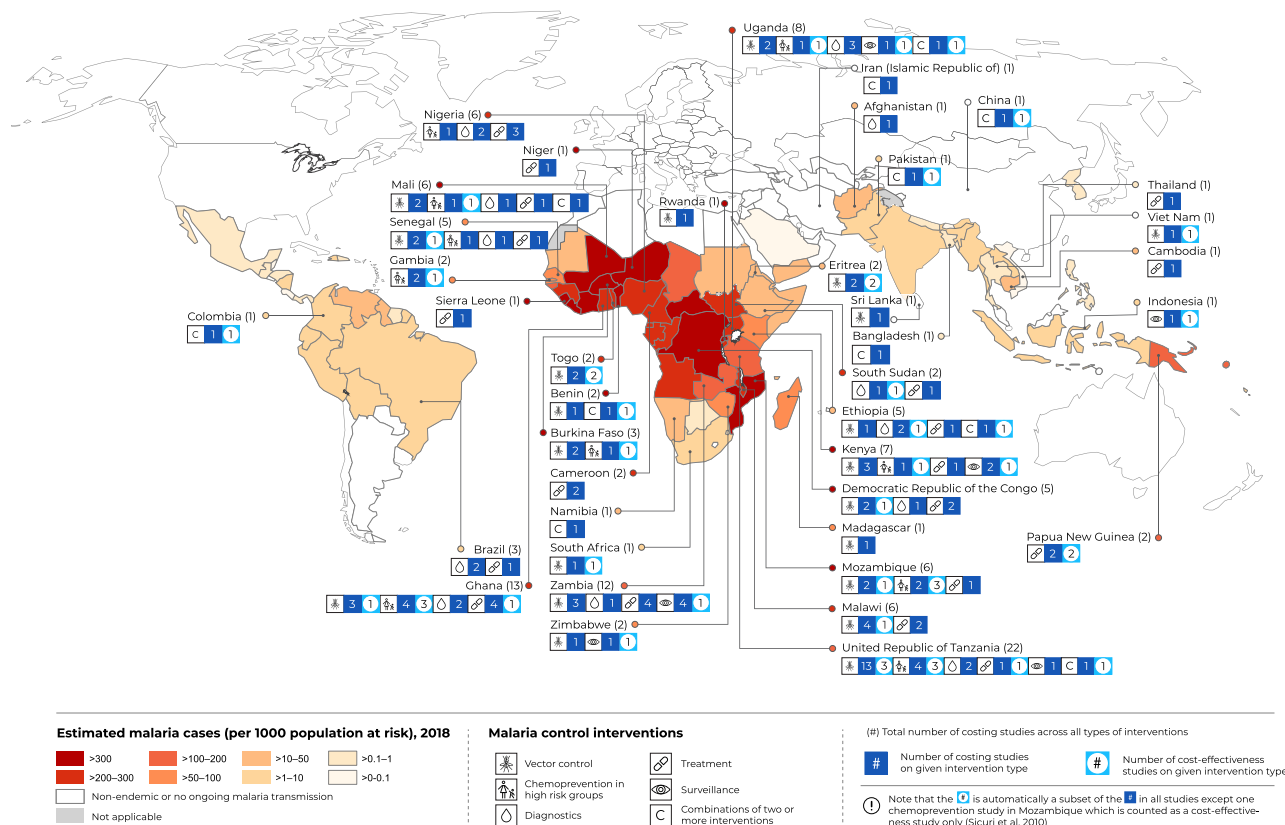 Uganda (8)
2 1 1 3 1 1 C 1 1
Iran (Islamic Republic of) (1)
C 1
Afghanistan (1)
1
China (1)
C 1 1
Nigeria (6)
1 2 3
Niger (1)
1
Pakistan (1)
C 1 1
Mali (6)
2 1 1 1 1 C 1
Rwanda (1)
1
Thailand (1)
1
Viet Nam (1)
1 1
Senegal (5)
2 1 1 1 1
Cambodia (1)
1
Gambia (2)
2 1
Eritrea (2)
2 2
Sierra Leone (1)
1
Sri Lanka (1)
1
Indonesia (1)
1 1
Colombia (1)
C 1 1
Bangladesh (1)
C 1
Togo (2)
2 2
South Sudan (2)
1 1 1
Benin (2)
1 C 1 1
Ethiopia (5)
1 2 1 1 C 1 1
Burkina Faso (3)
2 1 1
Kenya (7)
3 1 1 1 2 1
Cameroon (2)
2
Democratic Republic of the Congo (5)
2 1 1 2
Namibia (1)
C 1
Madagascar (1)
1
Papua New Guinea (2)
2 2
Brazil (3)
2 1
South Africa (1)
1 1
Mozambique (6)
2 1 2 3 1
Ghana (13)
3 1 4 3 2 4 1
Zambia (12)
3 1 4 4 1
Malawi (6)
4 1 2
Zimbabwe (2)
1 1 1
United Republic of Tanzania (22)
13 3 4 3 2 1 1 1 C 1 1
Estimated malaria cases (per 1000 population at risk), 2018
>300
>100–200
>10–50
>0.1–1
>200–300
>50–100
>1–10
>0-0.1
Non-endemic or no ongoing malaria transmission
Not applicable
Malaria control interventions
Vector control
Chemoprevention in
high risk groups
Diagnostics
Treatment
Surveillance
C
Combinations of two or
more interventions
(#) Total number of costing studies across all types of interventions
#
Number of costing studies
on given intervention type
#
Number of cost-effectiveness
studies on given intervention type
! Note that the # is automatically a subset of the # in all studies except one
chemoprevention study in Mozambique which is counted as a cost-effective-
ness study only (Sicuri et al. 2010)